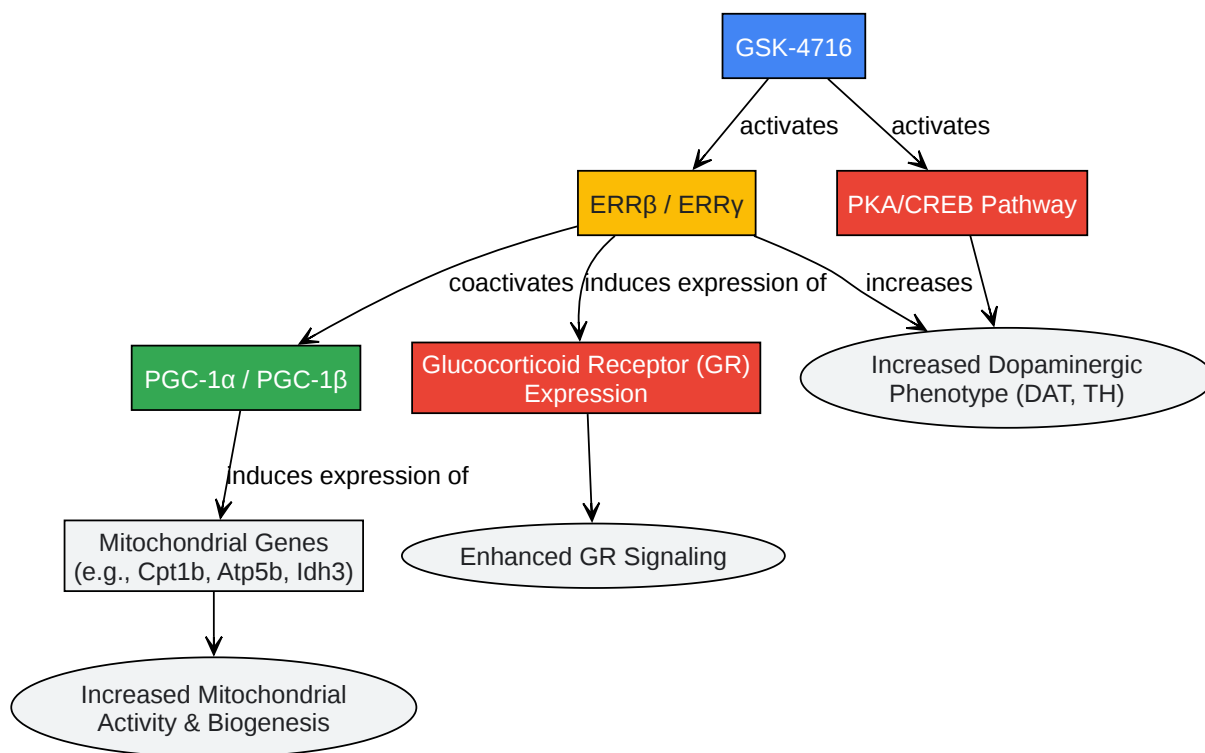 GSK-4716
activates
activates
ERRβ / ERRγ
PKA/CREB Pathway
coactivates
induces expression of
increases
PGC-1α / PGC-1β
Glucocorticoid Receptor (GR)
Expression
Increased Dopaminergic
Phenotype (DAT, TH)
induces expression of
Mitochondrial Genes
(e.g., Cpt1b, Atp5b, Idh3)
Enhanced GR Signaling
Increased Mitochondrial
Activity & Biogenesis